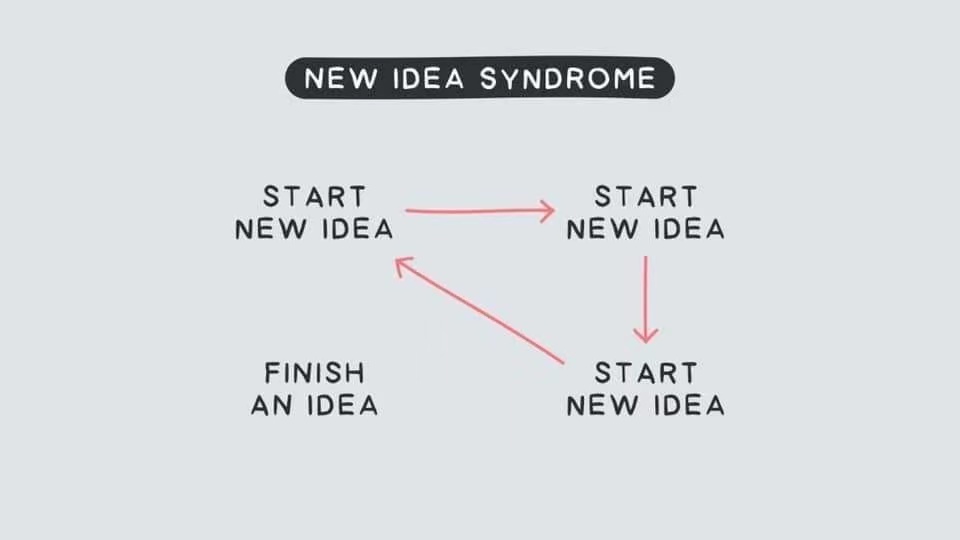 NEW IDEA SYNDROME
START
NEW IDEA
START
NEW IDEA
FINISH
AN IDEA
START
NEW IDEA